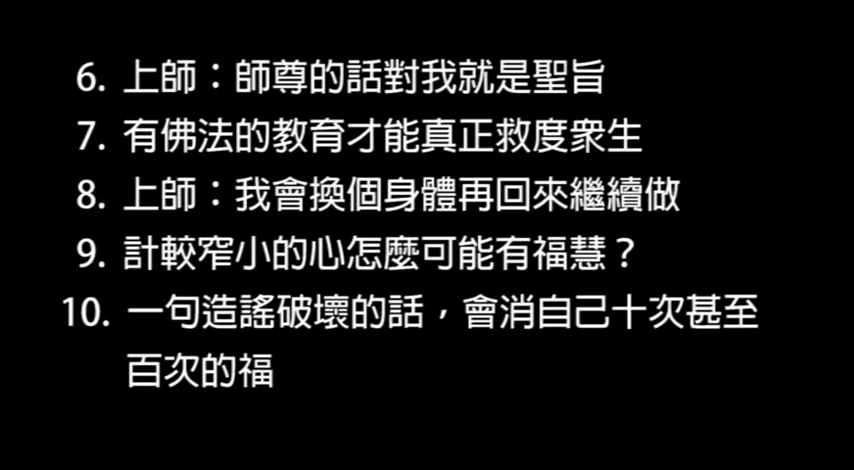 6. 上師：師尊的話對我就是聖旨
7. 有佛法的教育才能真正救度眾生
8. 上師：我會換個身體再回來繼續做
9. 計較窄小的心怎麼可能有福慧？
10. 一句造謠破壞的話，會消自己十次甚至
百次的福